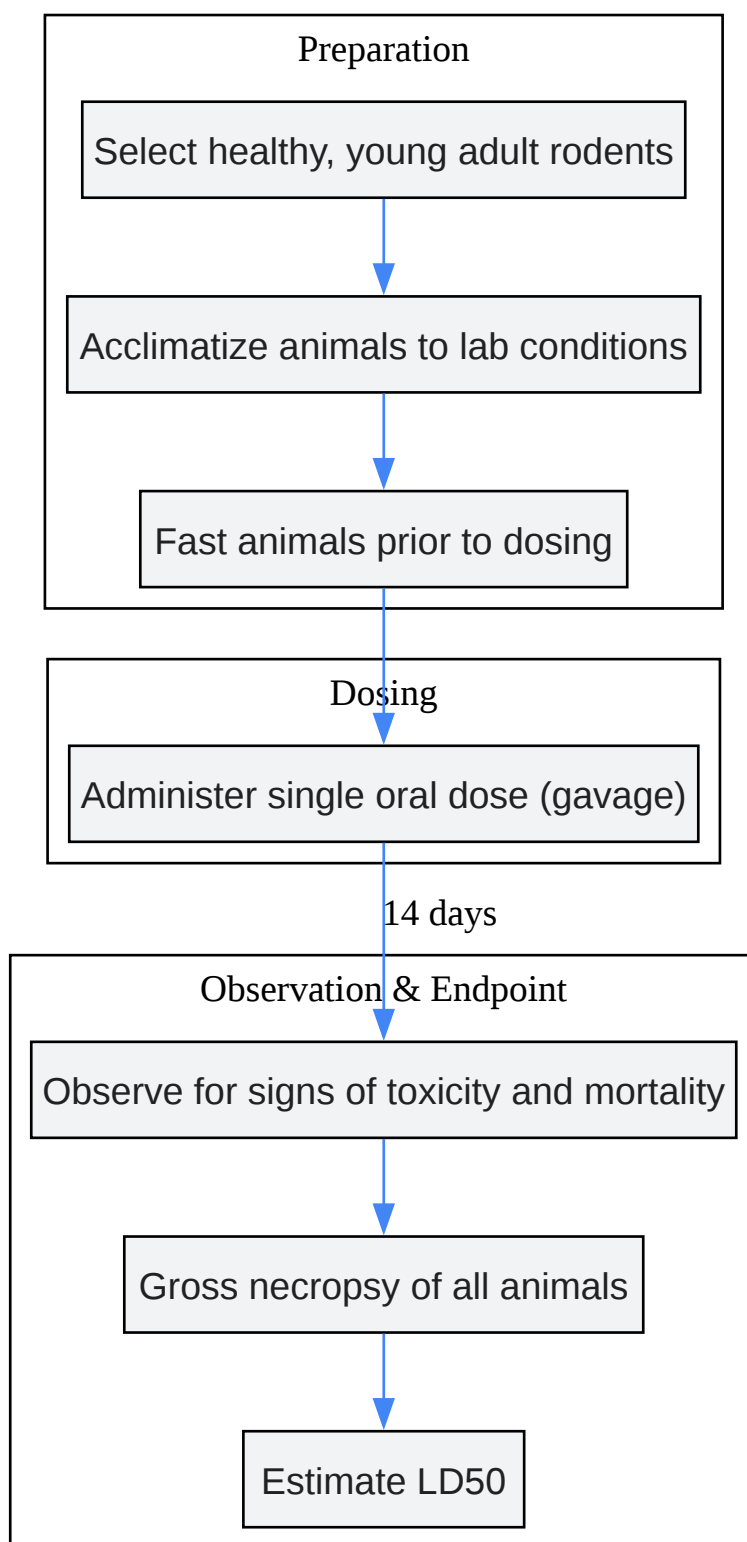 Preparation
Select healthy, young adult rodents
Acclimatize animals to lab conditions
Fast animals prior to dosing
Dosing
Administer single oral dose (gavage)
14 days
Observation & Endpoint
Observe for signs of toxicity and mortality
Gross necropsy of all animals
Estimate LD50